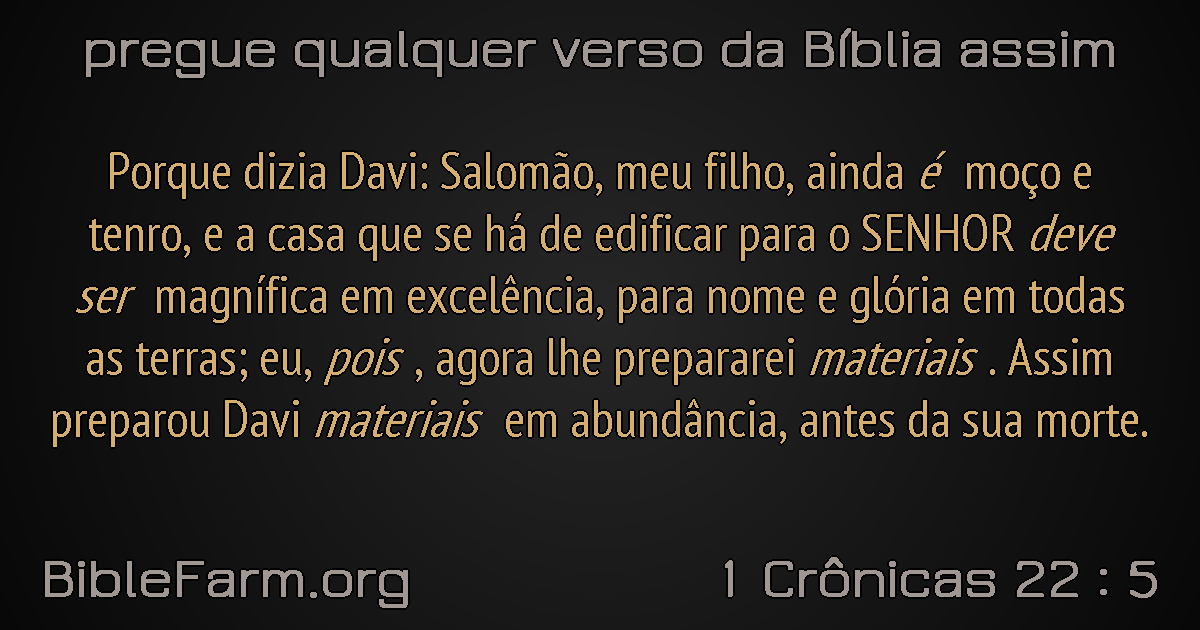 pregue qualquer verso da Bíblia assim
Porque dizia Davi: Salomão, meu filho, ainda é moço e
tenro, e a casa que se há de edificar para o SENHOR deve
ser magnífica em excelência, para nome e glória em todas
as terras; eu, pois , agora lhe prepararei materiais . Assim
preparou Davi materiais em abundância, antes da sua morte.
BibleFarm.org
1 Crônicas 22 : 5